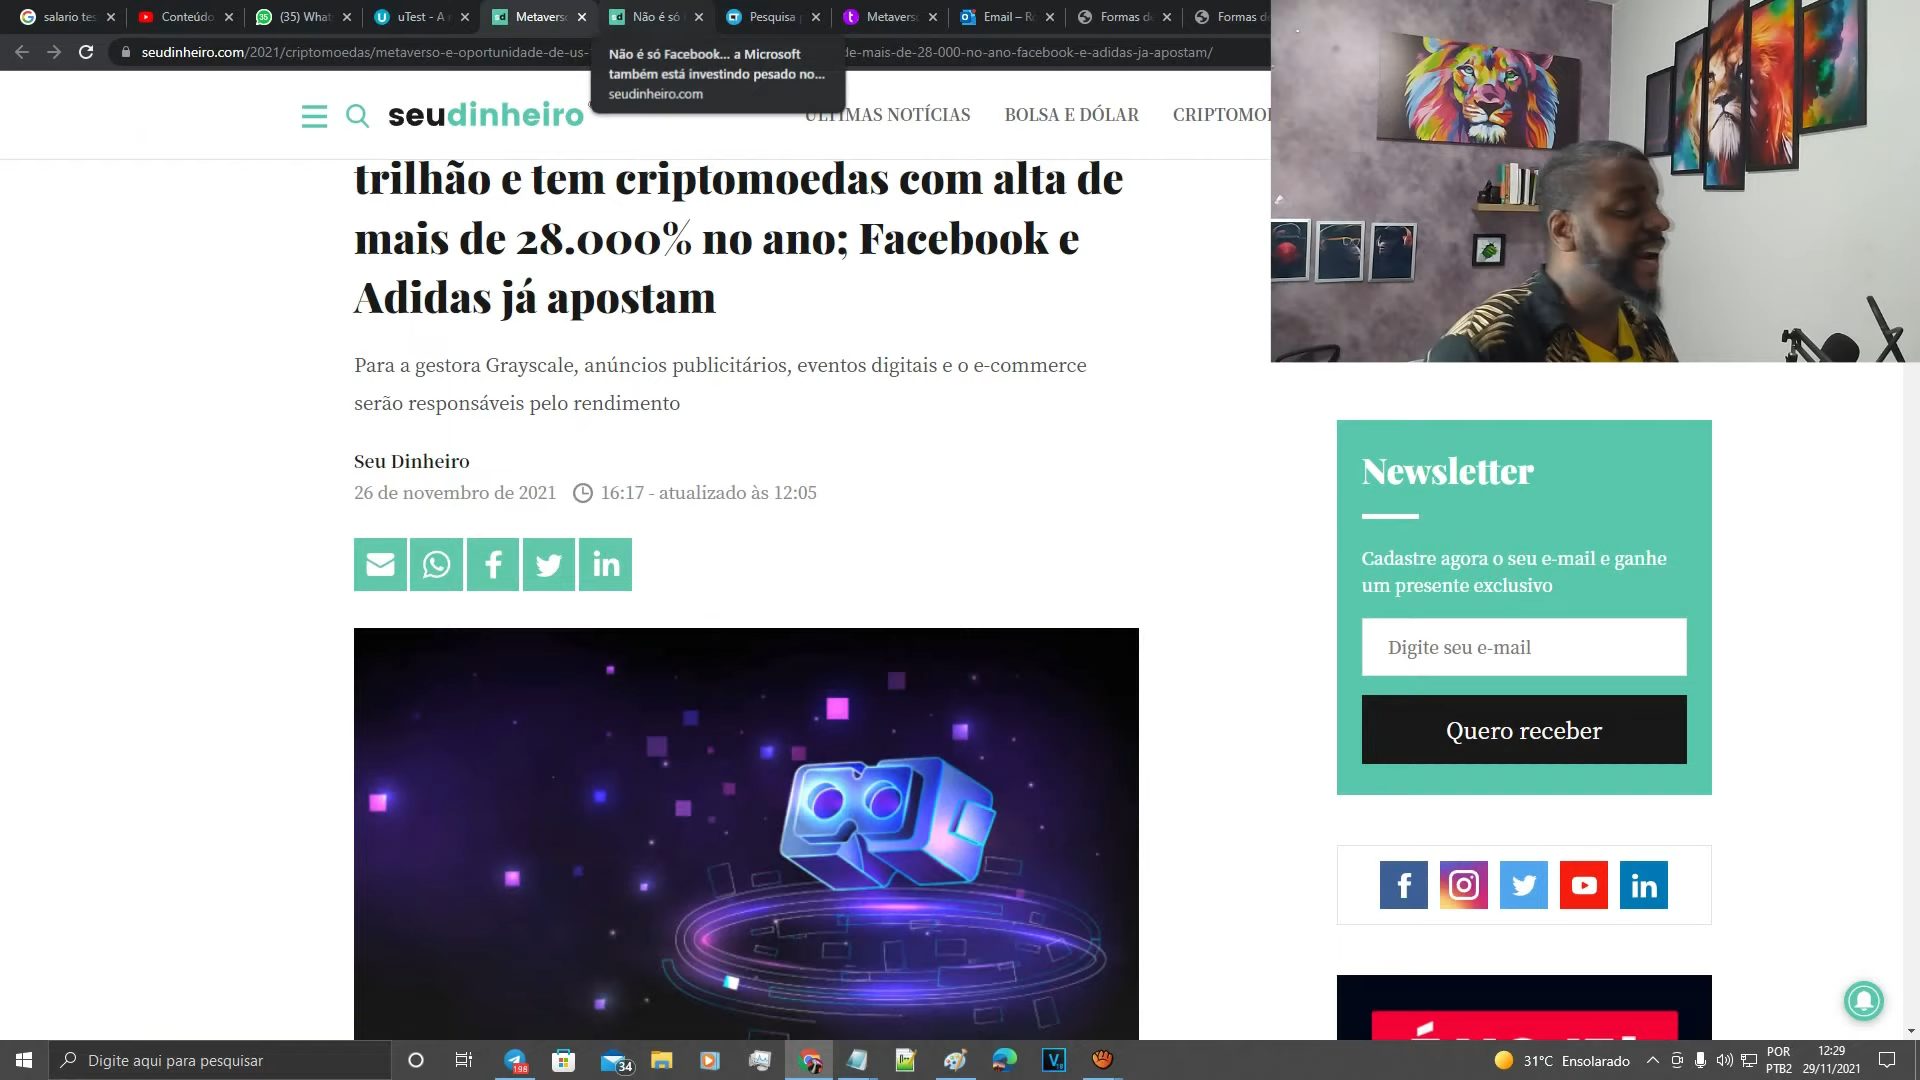 salario tes
Conteúdo
(35) What
uTest - A
Metaverso
Não é só
Pesquisa
Metaverso
Email – Ro
Formas de
Formas de
seudinheiro.com/2021/criptomoedas/metaverso-e-oportunidade-de-us-
de-mais-de-28-000-no-ano-facebook-e-adidas-ja-apostam/
Não é só Facebook... a Microsoft
também está investindo pesado no...
seudinheiro.com
seudinheiro
ÚLTIMAS NOTÍCIAS
BOLSA E DÓLAR
CRIPTOMOE
trilhão e tem criptomoedas com alta de
mais de 28.000% no ano; Facebook e
Adidas já apostam
Para a gestora Grayscale, anúncios publicitários, eventos digitais e o e-commerce
serão responsáveis pelo rendimento
Seu Dinheiro
26 de novembro de 2021 16:17 - atualizado às 12:05
Newsletter
Cadastre agora o seu e-mail e ganhe
um presente exclusivo
Digite seu e-mail
Quero receber
Digite aqui para pesquisar
198
34
31°C Ensolarado
POR
PTB2
12:29
29/11/2021